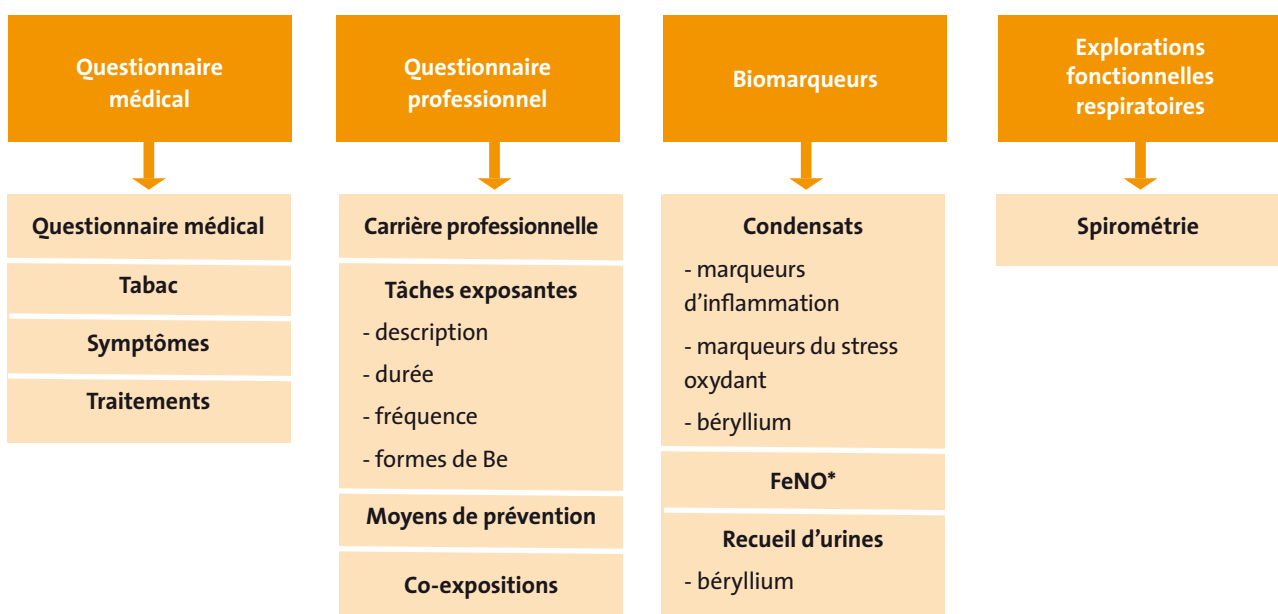 Questionnaire
médical
Questionnaire médical
Tabac
Symptômes
Traitements
Questionnaire
professionnel
Carrière professionnelle
Tâches exposantes
- description
- durée
- fréquence
- formes de Be
Moyens de prévention
Co-expositions
Biomarqueurs
Condensats
- marqueurs
d’inflammation
- marqueurs du stress
oxydant
- béryllium
FeNO*
Recueil d’urines
- béryllium
Explorations
fonctionnelles
respiratoires
Spirométrie